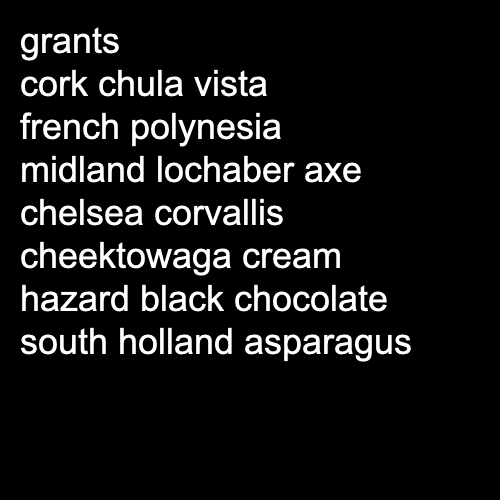 grants
cork chula vista
french polynesia
midland lochaber axe
chelsea corvallis
cheektowaga cream
hazard black chocolate
south holland asparagus